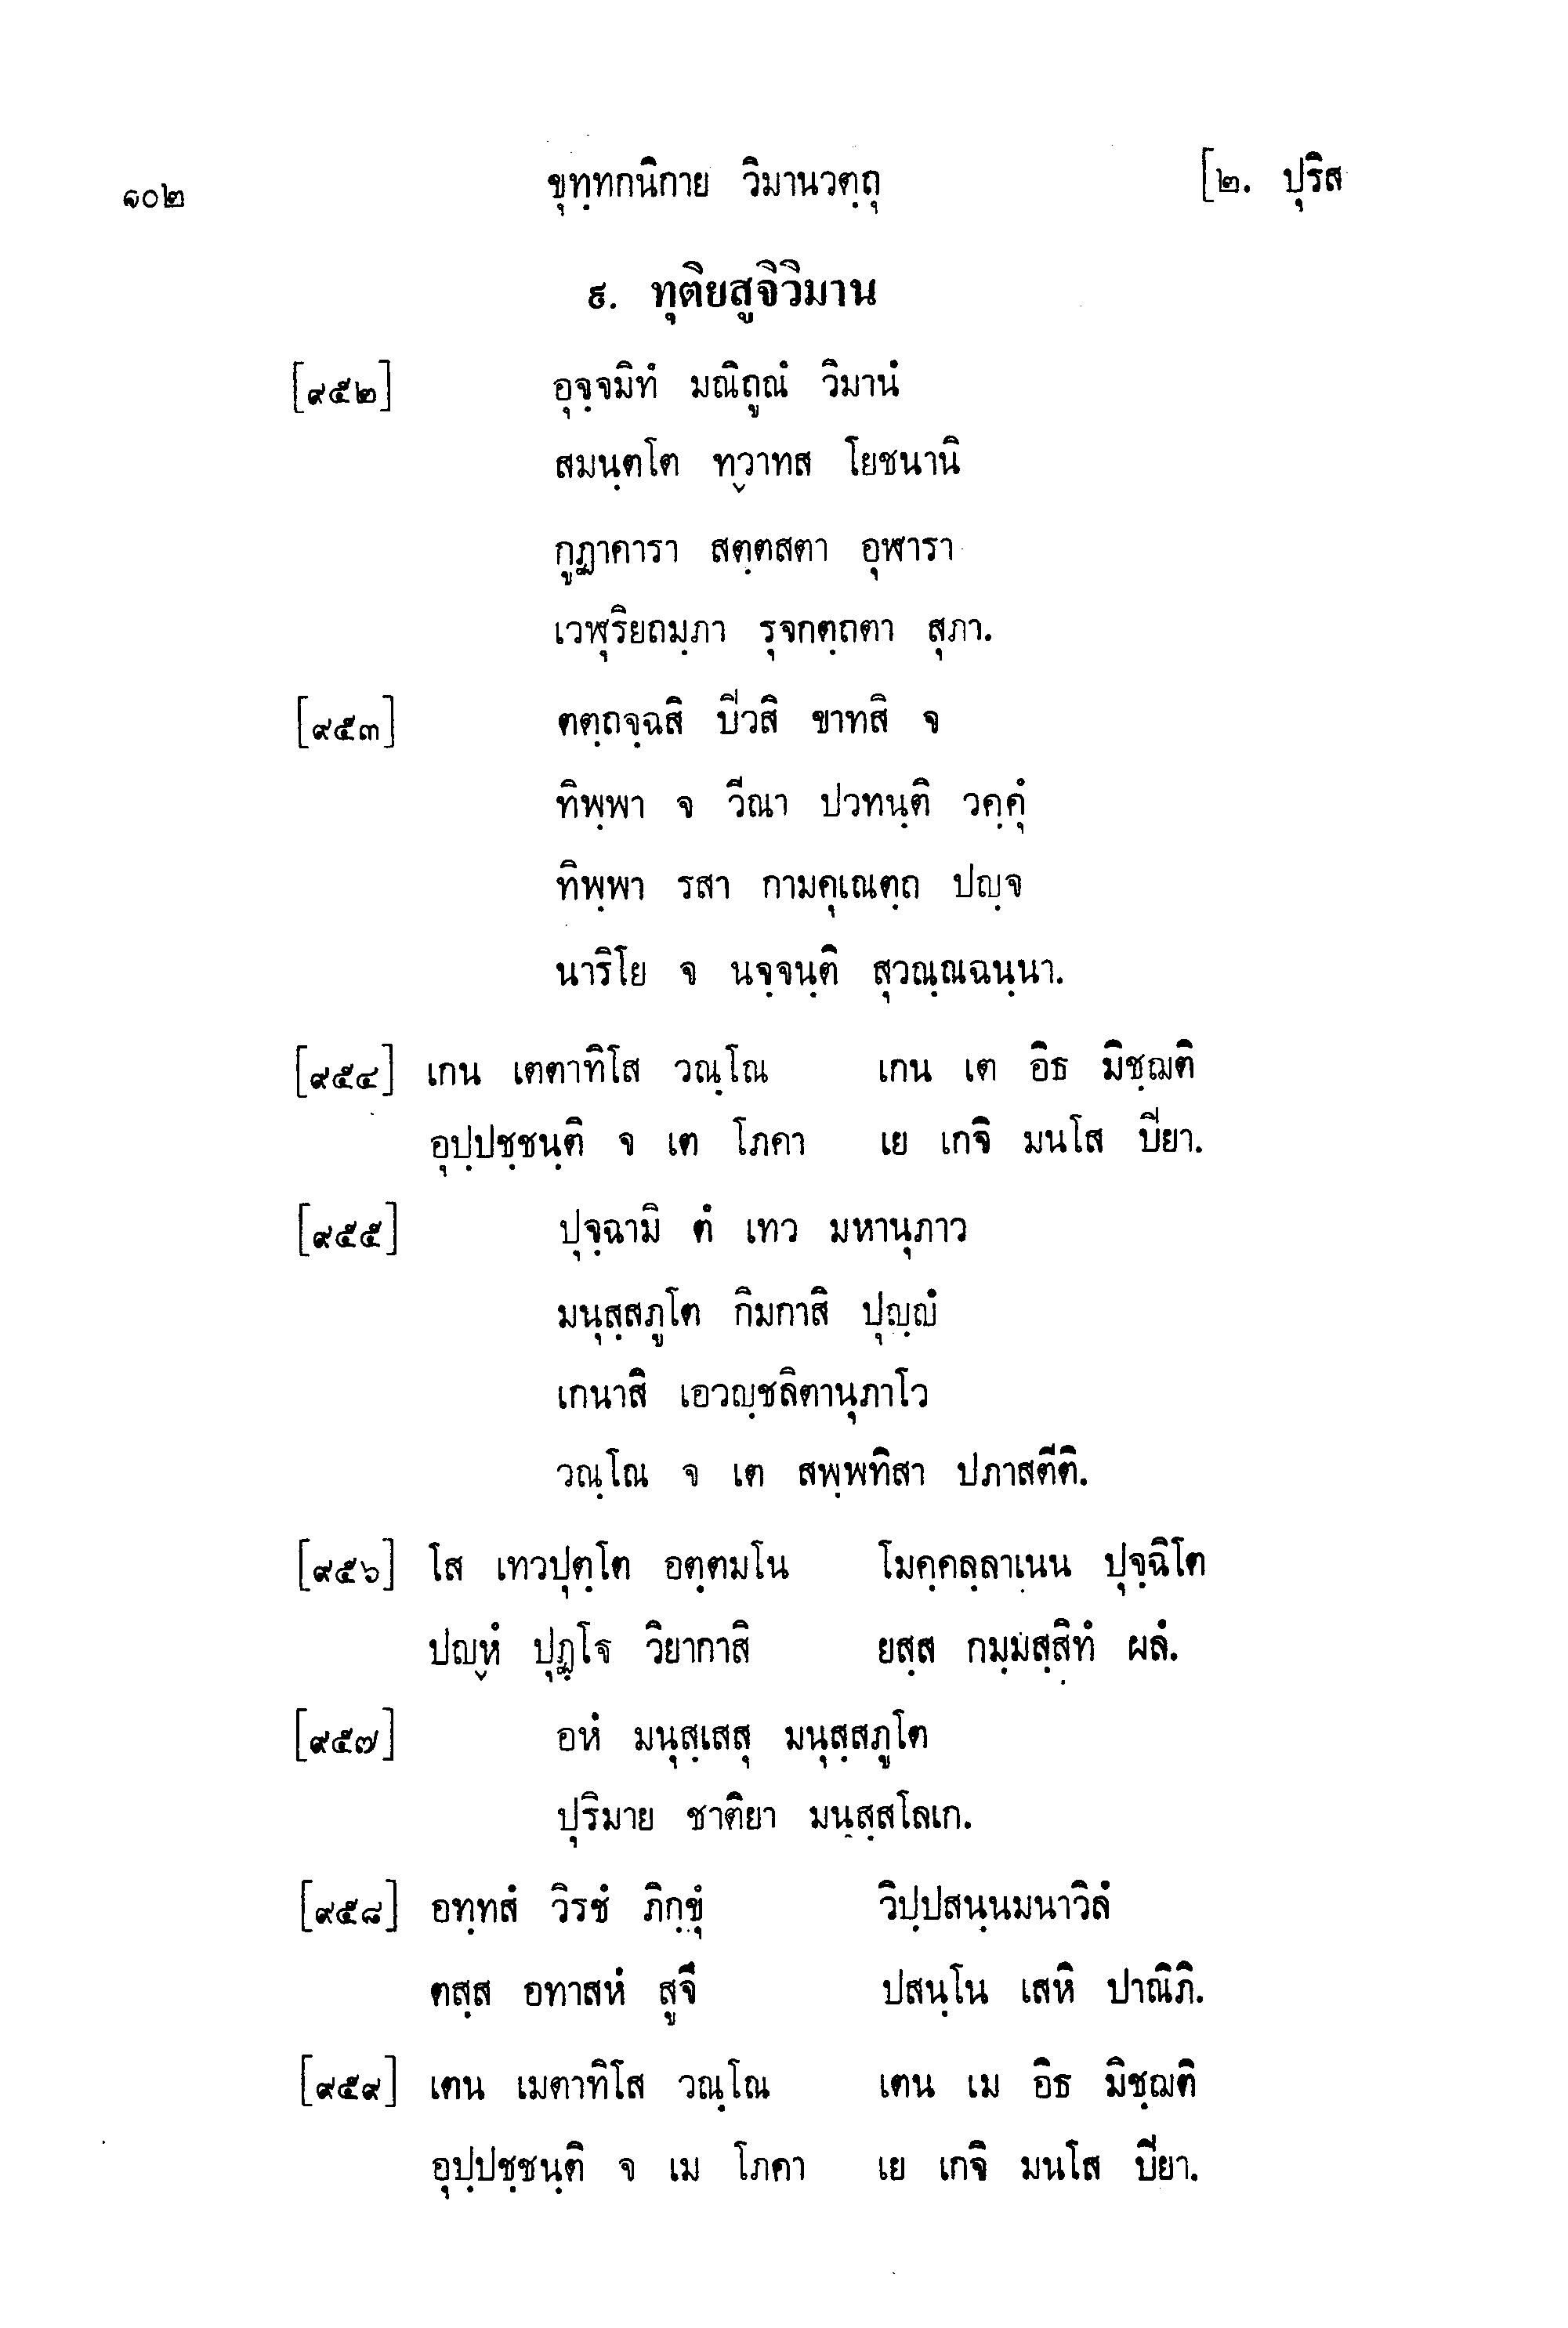 ๑๐๒ ขุทฺทกนิกาย วิมานวตฺถุ [๒. ปุริส
๙. ทุติยสูจิวิมาน
[๙๕๒] อุจฺจมิทํ มณิถูณํ วิมานํ
สมนฺตโต ทฺวาทส โยชนานิ
กูฏาคารา สตฺตสตา อุฬารา
เวฬุริยถมฺภา รุจกตฺถตา สุภา.
[๙๕๓] ตตฺถจฺฉสิ ปิวสิ ขาทสิ จ
ทิพฺพา จ วีณา ปวทนฺติ วคฺคุํ
ทิพฺพา รสา กามคุเณตฺถ ปญฺจ
นาริโย จ นจฺจนฺติ สุวณฺณฉนฺนา.
[๙๕๔] เกน เตตาทิโส วณฺโณ เกน เต อิธ มิชฺฌติ
อุปฺปชฺชนฺติ จ เต โภคา เย เกจิ มนโส ปิยา.
[๙๕๕] ปุจฺฉามิ ตํ เทว มหานุภาว
มนุสฺสภูโต กิมกาสิ ปุญฺญํ
เกนาสิ เอวญฺชลิตานุภาโว
วณฺโณ จ เต สพฺพทิสา ปภาสตีติ.
[๙๕๖] โส เทวปุตฺโต อตฺตมโน โมคฺคลฺลาเนน ปุจฺฉิโต
ปญฺหํ ปุฏฺโฐ วิยากาสิ ยสฺส กมฺมสฺสิทํ ผลํ.
[๙๕๗] อหํ มนุสฺเสสุ มนุสฺสภูโต
ปุริมาย ชาติยา มนุสฺสโลเก.
[๙๕๘] อทฺทสํ วิรชํ ภิกฺขุํ วิปฺปสนฺนมนาวิลํ
ตสฺส อทาสหํ สูจึ ปสนฺโน เสหิ ปาณิภิ.
[๙๕๙] เตน เมตาทิโส วณฺโณ เตน เม อิธ มิชฺฌติ
อุปฺปชฺชนฺติ จ เม โภคา เย เกจิ มนโส ปิยา.